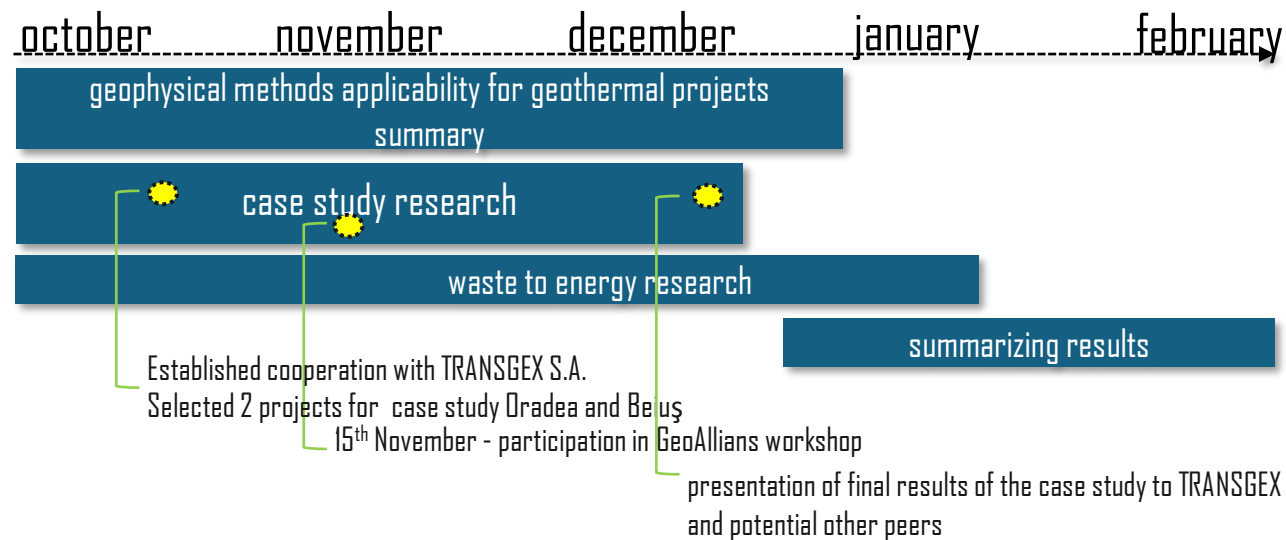 october november december january february
geophysical methods applicability for geothermal projects
summary
case study research
waste to energy research
summarizing results
Established cooperation with TRANSGEX S.A.
Selected 2 projects for case study Oradea and Beiuş
15th November - participation in GeoAllians workshop
presentation of final results of the case study to TRANSGEX
and potential other peers